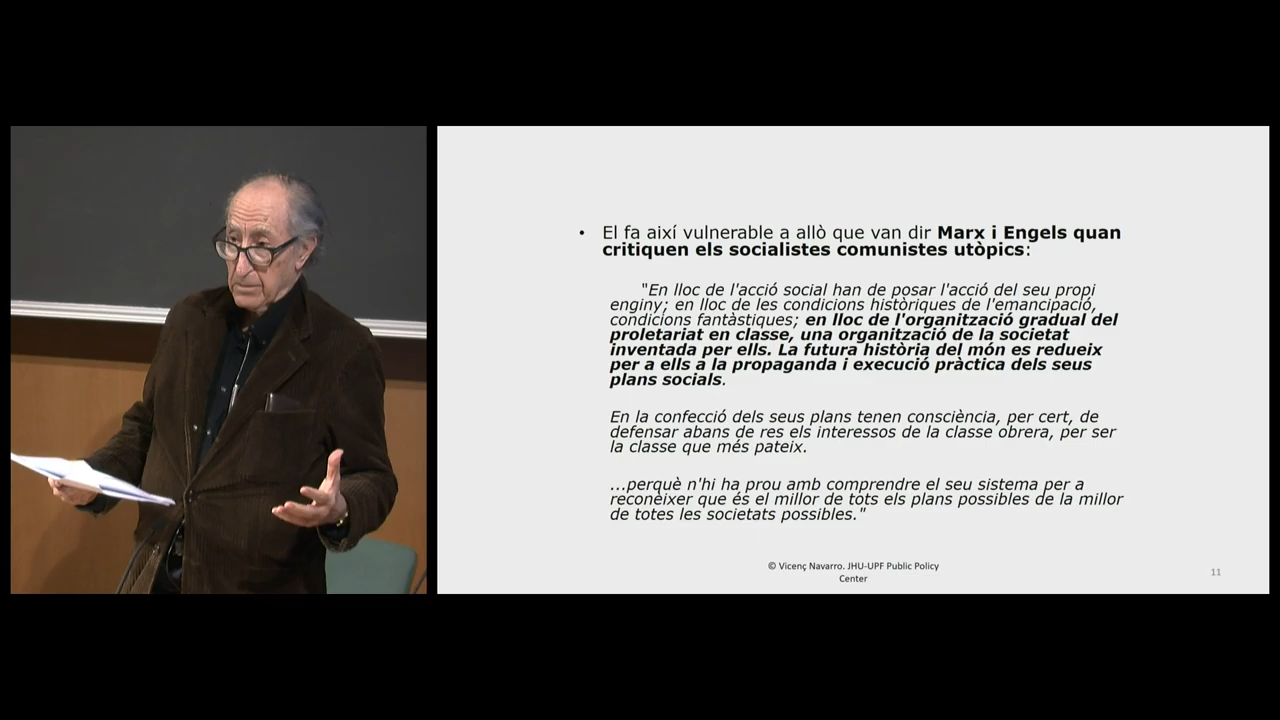 • El fa així vulnerable a allò que van dir Marx i Engels quan
critiquen els socialistes comunistes utòpics:
"En lloc de l'acció social han de posar l'acció del seu propi
enginy; en lloc de les condicions històriques de l'emancipació,
condicions fantàstiques; en lloc de l'organització gradual del
proletariat en classe, una organització de la societat
inventada per ells. La futura història del món es redueix
per a ells a la propaganda i execució pràctica dels seus
plans socials.
En la confecció dels seus plans tenen consciència, per cert, de
defensar abans de res els interessos de la classe obrera, per ser
la classe que més pateix.
...perquè n'hi ha prou amb comprendre el seu sistema per a
reconèixer que és el millor de tots els plans possibles de la millor
de totes les societats possibles."
© Vicenç Navarro. JHU-UPF Public Policy
Center
11